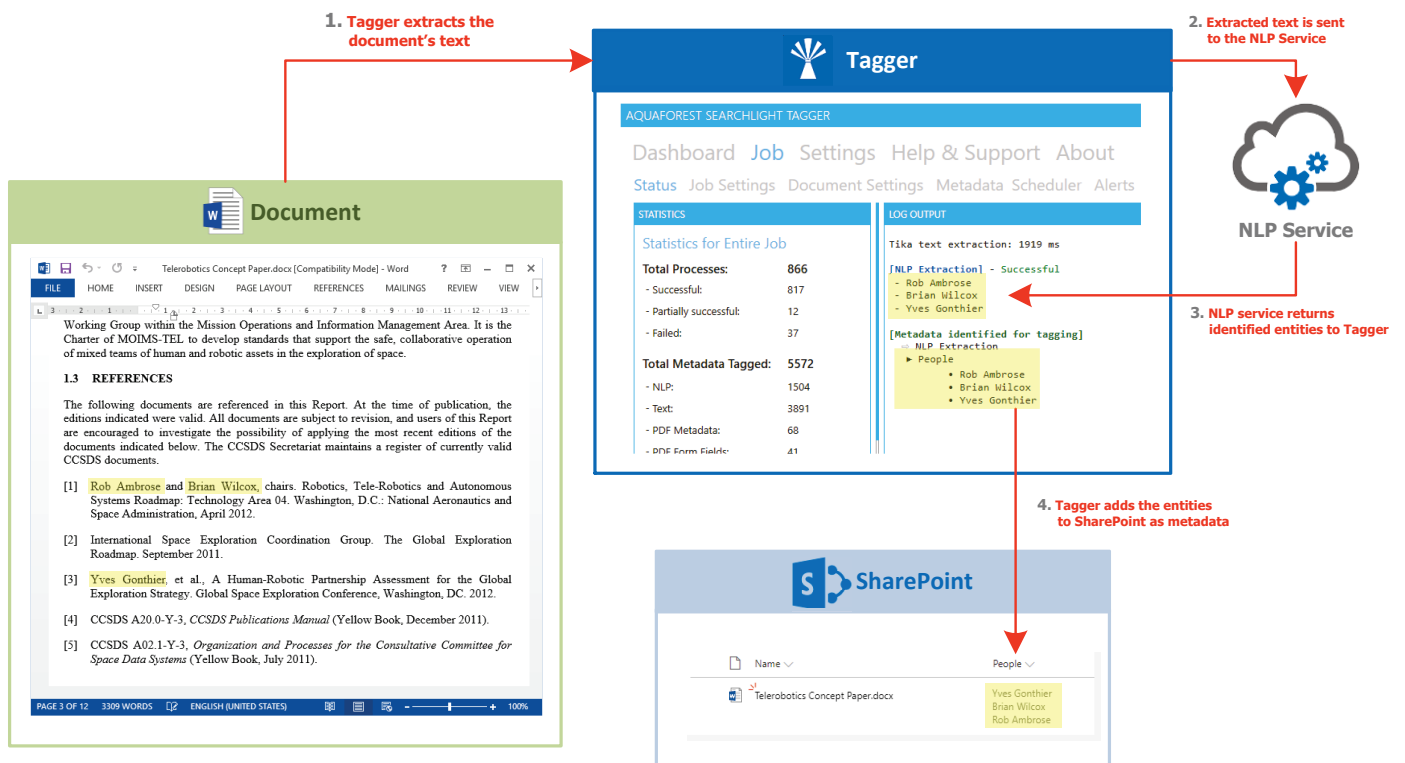 1. Tagger extracts the
document's text
2. Extracted text is sent
to the NLP Service
Tagger
AQUAFOREST SEARCHLIGHT TAGGER
Dashboard Job Settings Help & Support About
Status Job Settings Document Settings Metadata Scheduler Alerts
STATISTICS
Statistics for Entire Job
Total Processes: 866
- Successful: 817
- Partially successful: 12
- Failed: 37
Total Metadata Tagged: 5572
- NLP: 1504
- Text: 3891
- PDF Metadata: 68
- PDF Form Fields: 41
LOG OUTPUT
Tika text extraction: 1919 ms
[NLP Extraction] - Successful
- Rob Ambrose
- Brian Wilcox
- Yves Gonthier
[Metadata identified for tagging]
NLP Extraction
► People
• Rob Ambrose
• Brian Wilcox
• Yves Gonthier
NLP Service
3. NLP service returns
identified entities to Tagger
Document
Telerobotics Concept Paper.docx [Compatibility Mode] - Word
FILE HOME INSERT DESIGN PAGE LAYOUT REFERENCES MAILINGS REVIEW VIEW
3 2 1 1 2 3 4 5 6 7 8 9 10 11 12 13
Working Group within the Mission Operations and Information Management Area. It is the
Charter of MOIMS-TEL to develop standards that support the safe, collaborative operation
of mixed teams of human and robotic assets in the exploration of space.
1.3 REFERENCES
The following documents are referenced in this Report. At the time of publication, the
editions indicated were valid. All documents are subject to revision, and users of this Report
are encouraged to investigate the possibility of applying the most recent editions of the
documents indicated below. The CCSDS Secretariat maintains a register of currently valid
CCSDS documents.
[1] Rob Ambrose and Brian Wilcox, chairs. Robotics, Tele-Robotics and Autonomous
Systems Roadmap: Technology Area 04. Washington, D.C.: National Aeronautics and
Space Administration, April 2012.
[2] International Space Exploration Coordination Group. The Global Exploration
Roadmap. September 2011.
[3] Yves Gonthier, et al., A Human-Robotic Partnership Assessment for the Global
Exploration Strategy. Global Space Exploration Conference, Washington, DC. 2012.
[4] CCSDS A20.0-Y-3, CCSDS Publications Manual (Yellow Book, December 2011).
[5] CCSDS A02.1-Y-3, Organization and Processes for the Consultative Committee for
Space Data Systems (Yellow Book, July 2011).
PAGE 3 OF 12 3309 WORDS ENGLISH (UNITED STATES) 100%
4. Tagger adds the entities
to SharePoint as metadata
SharePoint
Name People
Telerobotics Concept Paper.docx
Yves Gonthier
Brian Wilcox
Rob Ambrose